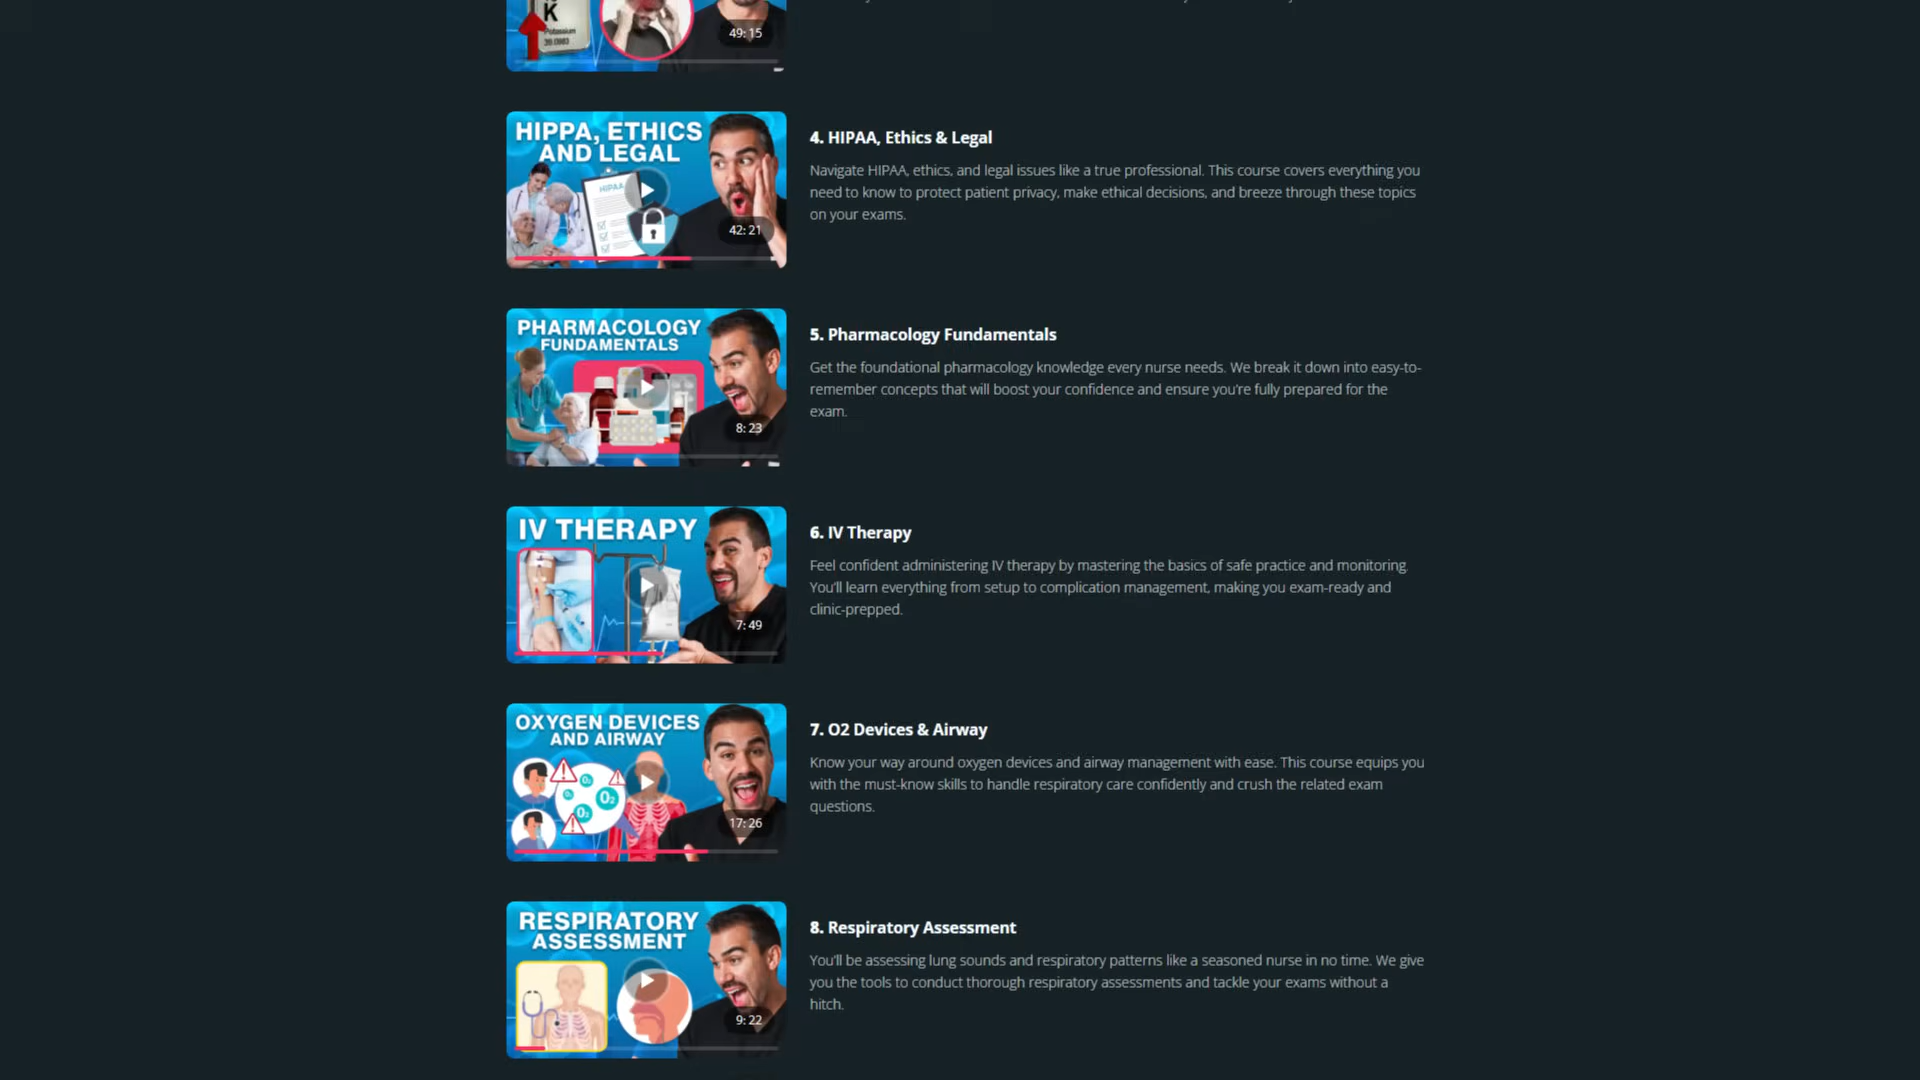 K
Potassium
39.0983
49:15
HIPPA, ETHICS
AND LEGAL
HIPAA
42:21
4. HIPAA, Ethics & Legal
Navigate HIPAA, ethics, and legal issues like a true professional. This course covers everything you
need to know to protect patient privacy, make ethical decisions, and breeze through these topics
on your exams.
PHARMACOLOGY
FUNDAMENTALS
8:23
5. Pharmacology Fundamentals
Get the foundational pharmacology knowledge every nurse needs. We break it down into easy-to-
remember concepts that will boost your confidence and ensure you're fully prepared for the
exam.
IV THERAPY
7:49
6. IV Therapy
Feel confident administering IV therapy by mastering the basics of safe practice and monitoring.
You'll learn everything from setup to complication management, making you exam-ready and
clinic-prepped.
OXYGEN DEVICES
AND AIRWAY
O₂
O₂
O₂
17:26
7. O2 Devices & Airway
Know your way around oxygen devices and airway management with ease. This course equips you
with the must-know skills to handle respiratory care confidently and crush the related exam
questions.
RESPIRATORY
ASSESSMENT
9:22
8. Respiratory Assessment
You'll be assessing lung sounds and respiratory patterns like a seasoned nurse in no time. We give
you the tools to conduct thorough respiratory assessments and tackle your exams without a
hitch.